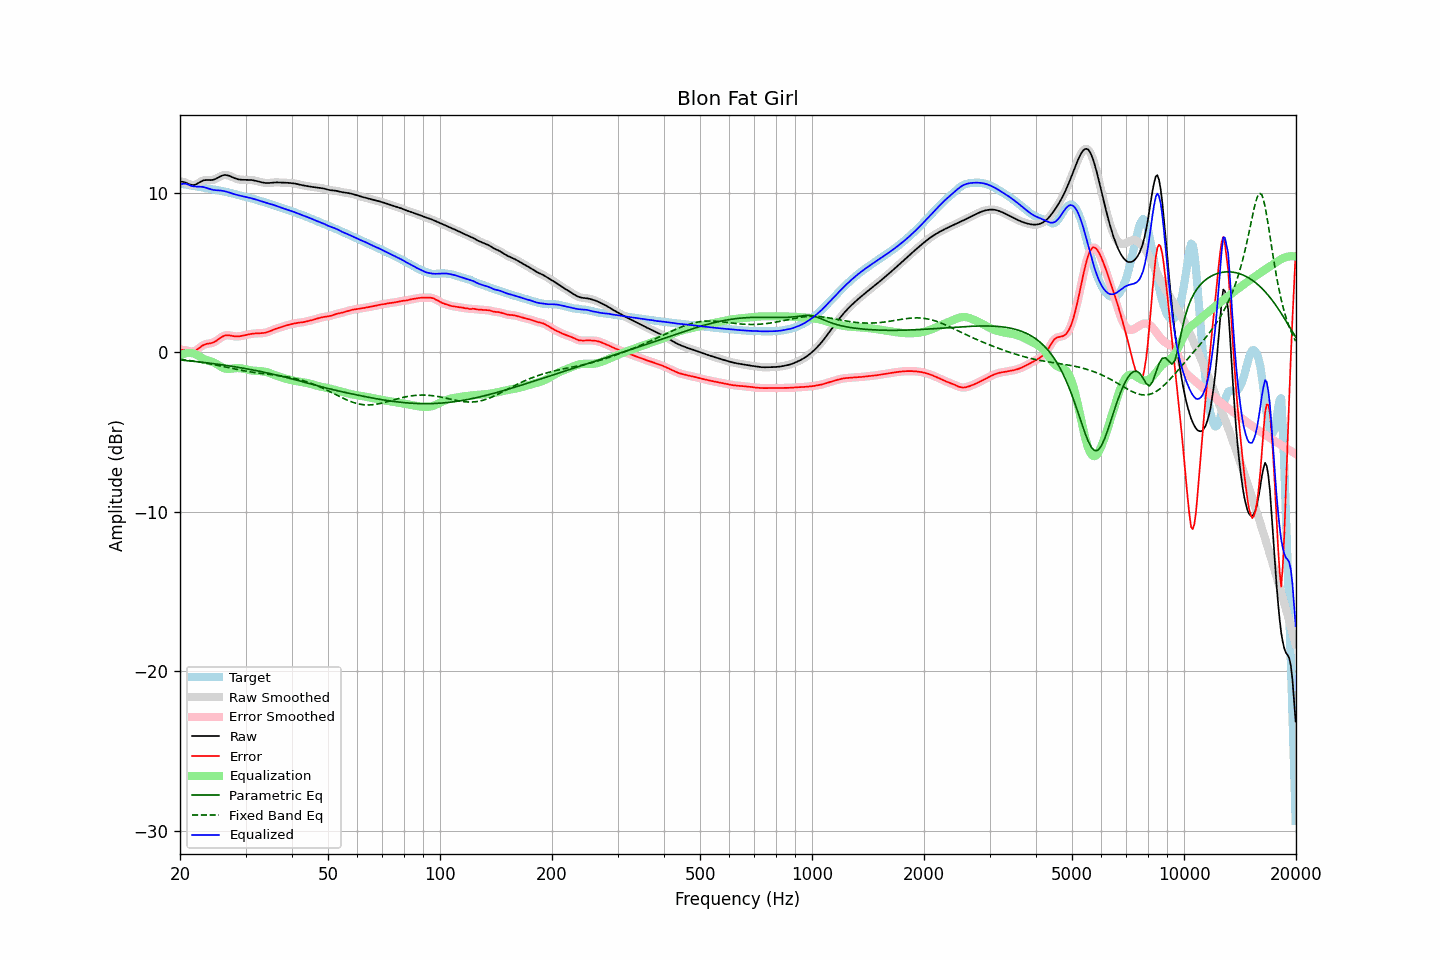 Blon Fat Girl
10
0
−10
−20
−30
Amplitude (dBr)
Target
Raw Smoothed
Error Smoothed
Raw
Error
Equalization
Parametric Eq
Fixed Band Eq
Equalized
20 50 100 200 500 1000 2000 5000 10000 20000
Frequency (Hz)